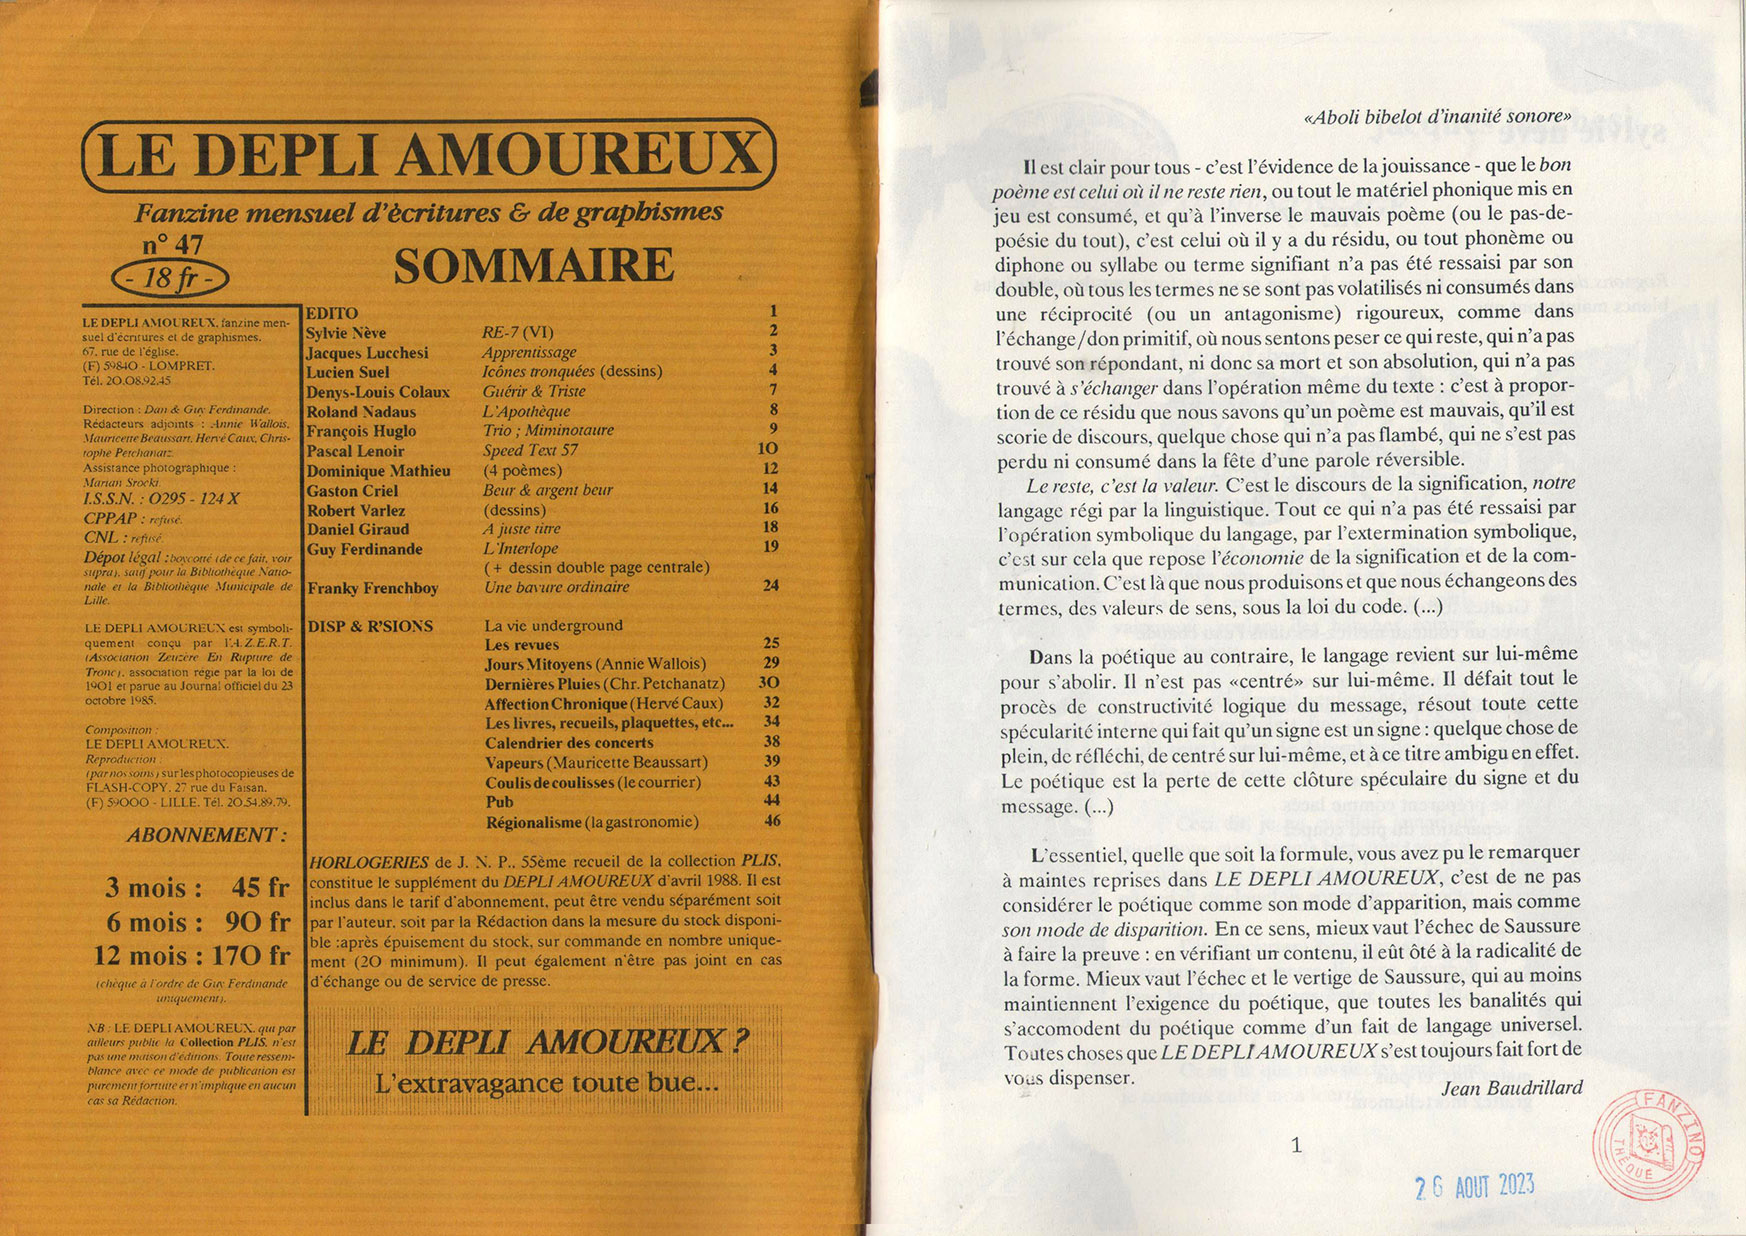 LE DEPLI AMOUREUX
Fanzine mensuel d'ècritures & de graphismes
n° 47
- 18 fr -
SOMMAIRE
LE DEPLI AMOUREUX, fanzine men-
suel d'écritures et de graphismes.
67, rue de l'église.
(F) 59840 - LOMPRET.
Tél. 20.08.92.45
Direction : Dan & Guy Ferdinande.
Rédacteurs adjoints : Annie Wallois,
Mauricette Beaussart, Hervé Caux, Chris-
tophe Petchanatz.
Assistance photographique :
Marian Srocki.
I.S.S.N. : 0295 - 124 X
CPPAP : refusé.
CNL : refusé.
Dépot légal : boycotté (de ce fait, voir
supra), sauf pour la Bibliothèque Natio-
nale et la Bibliothèque Municipale de
Lille.
LE DEPLI AMOUREUX est symboli-
quement conçu par l'A.Z.E.R.T.
(Association Zeuzère En Rupture de
Tronc), association régie par la loi de
1901 et parue au Journal officiel du 23
octobre 1985.
Composition :
LE DEPLI AMOUREUX.
Reproduction :
(par nos soins) sur les photocopieuses de
FLASH-COPY, 27 rue du Faisan.
(F) 59000 - LILLE. Tél. 20.54.89.79.
ABONNEMENT :
3 mois : 45 fr
6 mois : 90 fr
12 mois : 170 fr
(chèque à l'ordre de Guy Ferdinande
uniquement).
NB : LE DEPLI AMOUREUX, qui par
ailleurs publie la Collection PLIS, n'est
pas une maison d'éditions. Toute ressem-
blance avec ce mode de publication est
purement fortuite et n'implique en aucun
cas sa Rédaction.
EDITO 1
Sylvie Nève RE-7 (VI) 2
Jacques Lucchesi Apprentissage 3
Lucien Suel Icônes tronquées (dessins) 4
Denys-Louis Colaux Guérir & Triste 7
Roland Nadaus L'Apothèque 8
François Huglo Trio ; Miminotaure 9
Pascal Lenoir Speed Text 57 10
Dominique Mathieu (4 poèmes) 12
Gaston Criel Beur & argent beur 14
Robert Varlez (dessins) 16
Daniel Giraud A juste titre 18
Guy Ferdinande L'Interlope 19
(+ dessin double page centrale)
Franky Frenchboy Une bavure ordinaire 24
DISP & R'SIONS La vie underground
Les revues 25
Jours Mitoyens (Annie Wallois) 29
Dernières Pluies (Chr. Petchanatz) 30
Affection Chronique (Hervé Caux) 32
Les livres, recueils, plaquettes, etc... 34
Calendrier des concerts 38
Vapeurs (Mauricette Beaussart) 39
Coulis de coulisses (le courrier) 43
Pub 44
Régionalisme (la gastronomie) 46
HORLOGERIES de J. N. P., 55ème recueil de la collection PLIS,
constitue le supplément du DEPLI AMOUREUX d'avril 1988. Il est
inclus dans le tarif d'abonnement, peut être vendu séparément soit
par l'auteur, soit par la Rédaction dans la mesure du stock disponi-
ble :après épuisement du stock, sur commande en nombre unique-
ment (20 minimum). Il peut également n'être pas joint en cas
d'échange ou de service de presse.
LE DEPLI AMOUREUX ?
L'extravagance toute bue...
«Aboli bibelot d'inanité sonore»
Il est clair pour tous - c'est l'évidence de la jouissance - que le bon
poème est celui où il ne reste rien, ou tout le matériel phonique mis en
jeu est consumé, et qu'à l'inverse le mauvais poème (ou le pas-de-
poésie du tout), c'est celui où il y a du résidu, ou tout phonème ou
diphone ou syllabe ou terme signifiant n'a pas été ressaisi par son
double, où tous les termes ne se sont pas volatilisés ni consumés dans
une réciprocité (ou un antagonisme) rigoureux, comme dans
l'échange/don primitif, où nous sentons peser ce qui reste, qui n'a pas
trouvé son répondant, ni donc sa mort et son absolution, qui n'a pas
trouvé à s'échanger dans l'opération même du texte : c'est à propor-
tion de ce résidu que nous savons qu'un poème est mauvais, qu'il est
scorie de discours, quelque chose qui n'a pas flambé, qui ne s'est pas
perdu ni consumé dans la fête d'une parole réversible.
Le reste, c'est la valeur. C'est le discours de la signification, notre
langage régi par la linguistique. Tout ce qui n'a pas été ressaisi par
l'opération symbolique du langage, par l'extermination symbolique,
c'est sur cela que repose l'économie de la signification et de la com-
munication. C'est là que nous produisons et que nous échangeons des
termes, des valeurs de sens, sous la loi du code. (...)
Dans la poétique au contraire, le langage revient sur lui-même
pour s'abolir. Il n'est pas «centré» sur lui-même. Il défait tout le
procès de constructivité logique du message, résout toute cette
spécularité interne qui fait qu'un signe est un signe : quelque chose de
plein, de réfléchi, de centré sur lui-même, et à ce titre ambigu en effet.
Le poétique est la perte de cette clôture spéculaire du signe et du
message. (...)
L'essentiel, quelle que soit la formule, vous avez pu le remarquer
à maintes reprises dans LE DEPLI AMOUREUX, c'est de ne pas
considérer le poétique comme son mode d'apparition, mais comme
son mode de disparition. En ce sens, mieux vaut l'échec de Saussure
à faire la preuve : en vérifiant un contenu, il eût ôté à la radicalité de
la forme. Mieux vaut l'échec et le vertige de Saussure, qui au moins
maintiennent l'exigence du poétique, que toutes les banalités qui
s'accomodent du poétique comme d'un fait de langage universel.
Toutes choses que LE DEPLI AMOUREUX s'est toujours fait fort de
vous dispenser.
Jean Baudrillard
1
FANZINO
THÈQUE
26 AOUT 2023